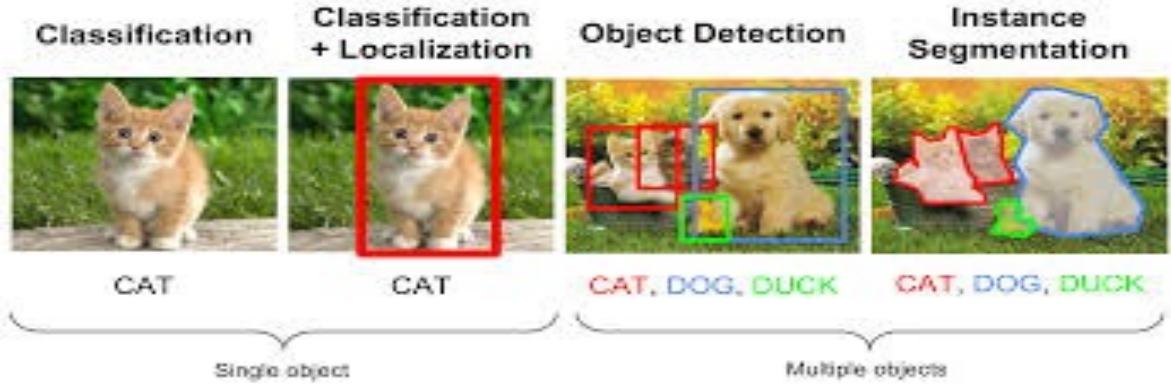 Classification
Classification
+ Localization
Object Detection
Instance
Segmentation
CAT
CAT
CAT, DOG, DUCK
CAT, DOG, DUCK
Single object
Multiple objects